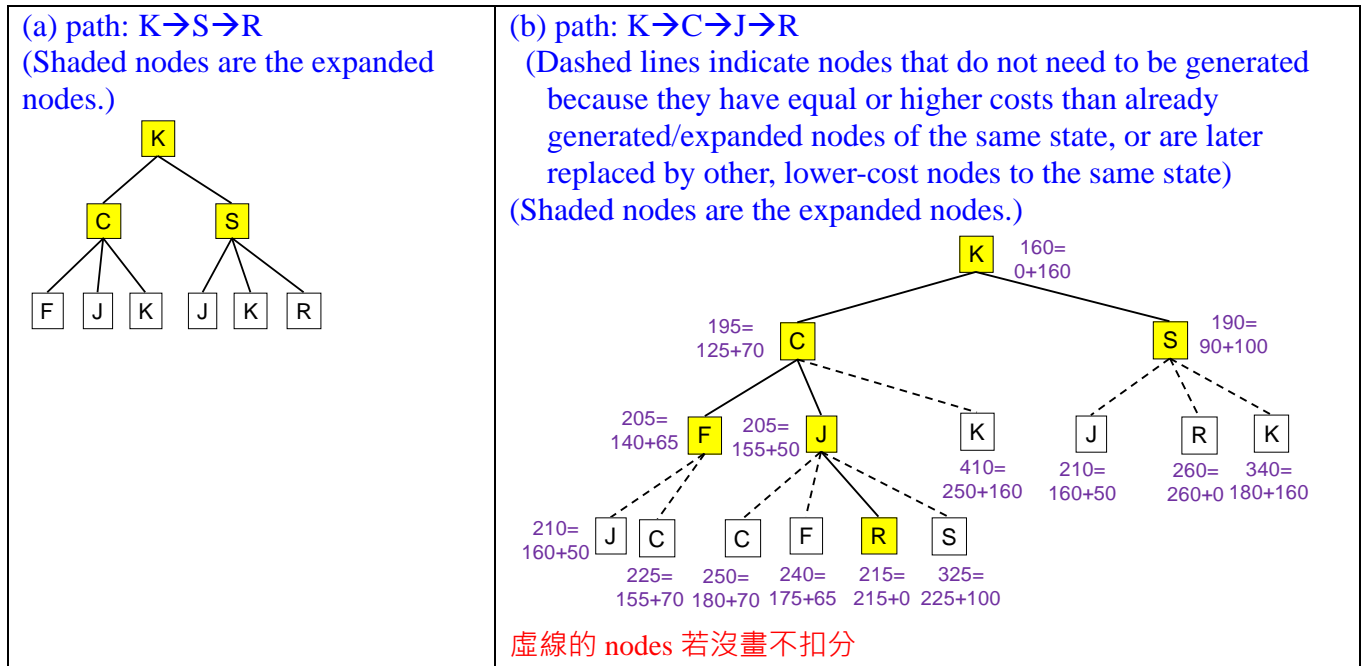 (a) path: K→S→R
(Shaded nodes are the expanded
nodes.)
K
C S
F J K J K R
(b) path: K→C→J→R
(Dashed lines indicate nodes that do not need to be generated
because they have equal or higher costs than already
generated/expanded nodes of the same state, or are later
replaced by other, lower-cost nodes to the same state)
(Shaded nodes are the expanded nodes.)
K 160=
0+160
195=
125+70 C
S 190=
90+100
205=
140+65 F
205=
155+50 J
K
410=
250+160
J
210=
160+50
R
260=
260+0
K
340=
180+160
210=
160+50 J
C
225=
155+70
C
250=
180+70
F
240=
175+65
R
215=
215+0
S
325=
225+100
虛線的 nodes 若沒畫不扣分